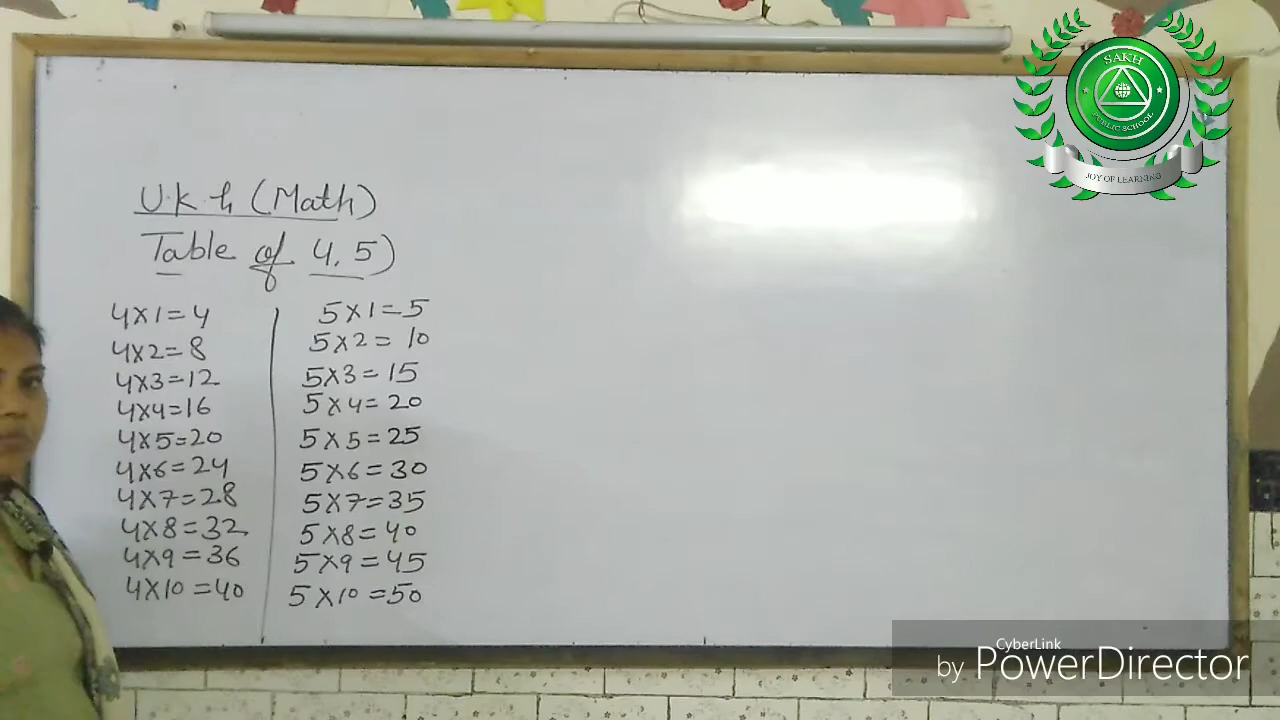 U.K.G (Math)
Table of 4, 5)
4x1=4
4x2=8
4x3=12
4x4=16
4x5=20
4x6=24
4x7=28
4x8=32
4x9=36
4x10=40
5x1=5
5x2=10
5x3=15
5x4=20
5x5=25
5x6=30
5x7=35
5x8=40
5x9=45
5x10=50
SAKH
PUBLIC SCHOOL
JOY OF LEARNING
CyberLink
by PowerDirector